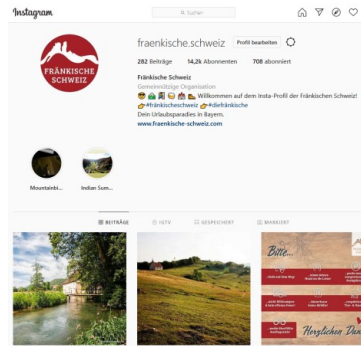 Instagram
Suchen
fraenkische.schweiz Profil bearbeiten
282 Beiträge 14,2k Abonnenten 708 abonniert
FRÄNKISCHE
SCHWEIZ
Fränkische Schweiz
Gemeinnützige Organisation
Willkommen auf dem Insta-Profil der Fränkischen Schweiz!
#fränkischeschweiz #diefränkische
Dein Urlaubsparadies in Bayern.
www.fraenkische-schweiz.com
Mountainbi... Indian Sum...
BEITRÄGE IGTV GESPEICHERT MARKIERT
Bitte...
Herzlichen Dan